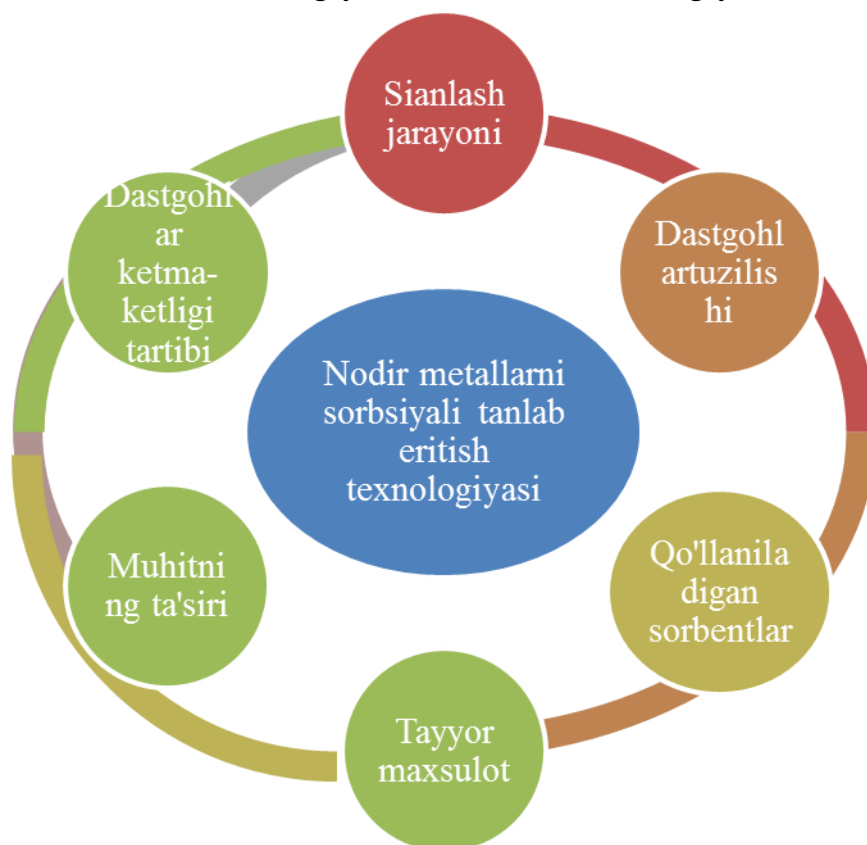 Sianlash
jarayoni
Dastgohl
artuzilis
hi
Qo'llanila
digan
sorbentlar
Tayyor
maxsulot
Muhitni
ng ta'siri
Dastgohl
ar
ketma-
ketligi
tartibi
Nodir metallarni
sorbsiyali tanlab
eritish
texnologiyasi